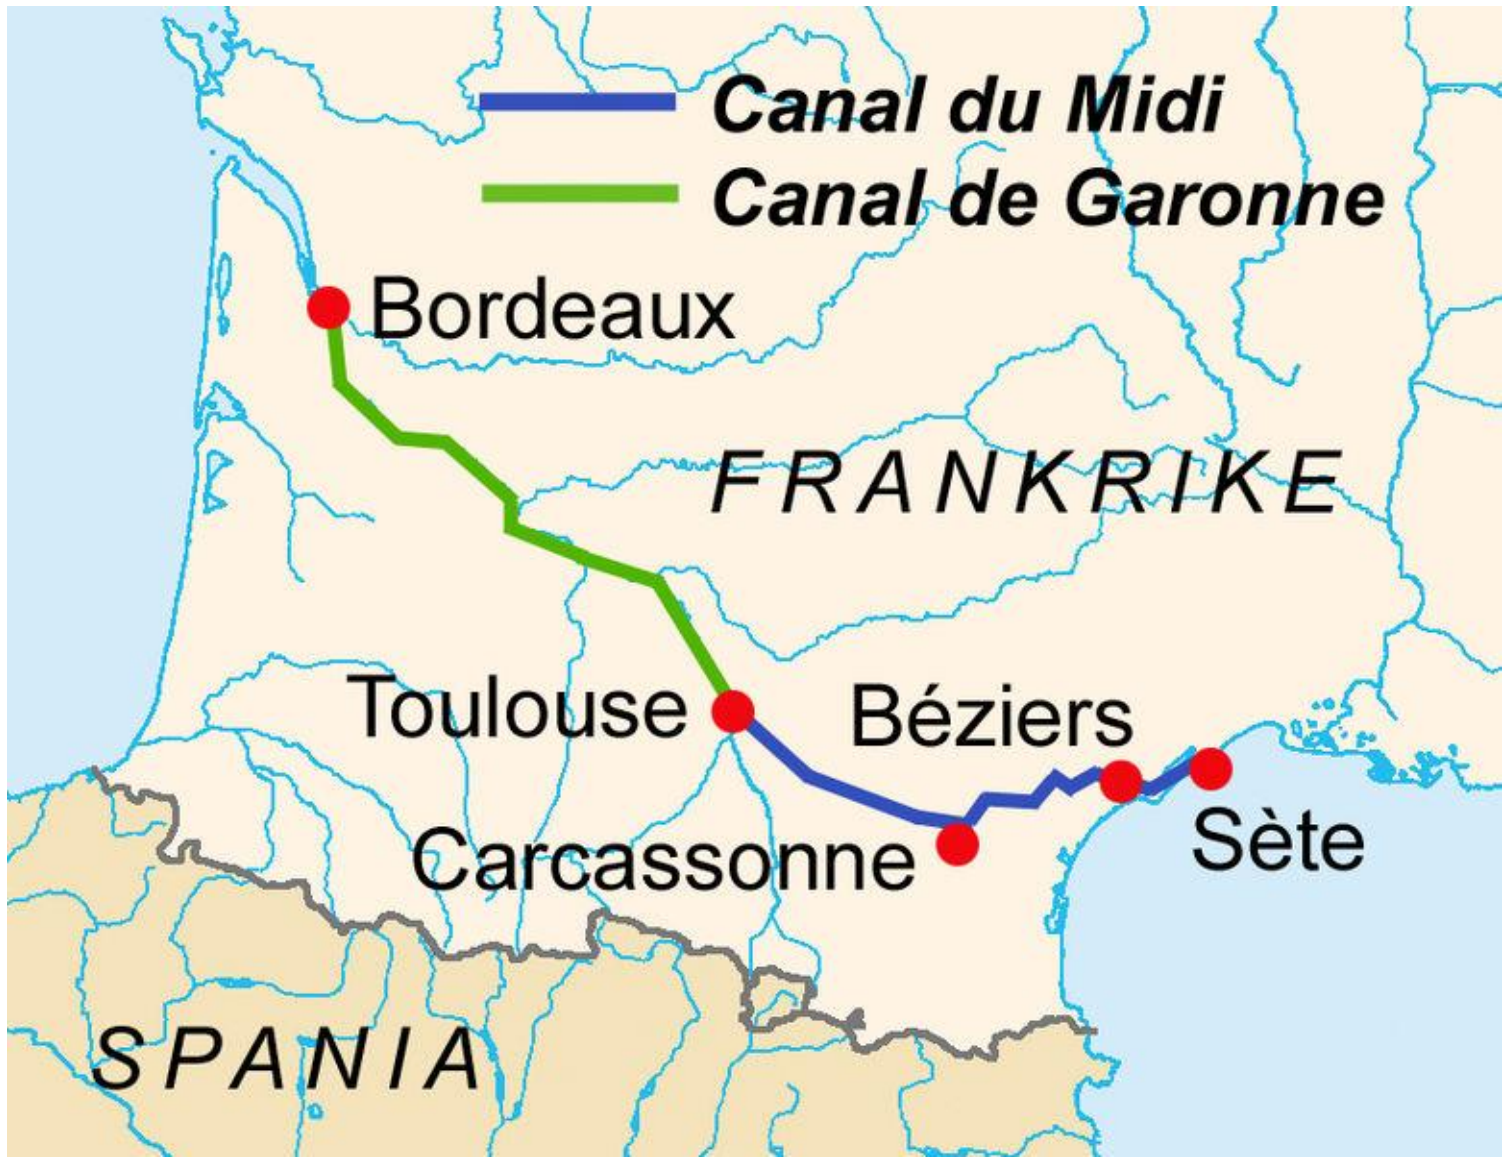 Canal du Midi
Canal de Garonne
Bordeaux
FRANKRIKE
Toulouse
Béziers
Carcassonne
Sète
SPANIA